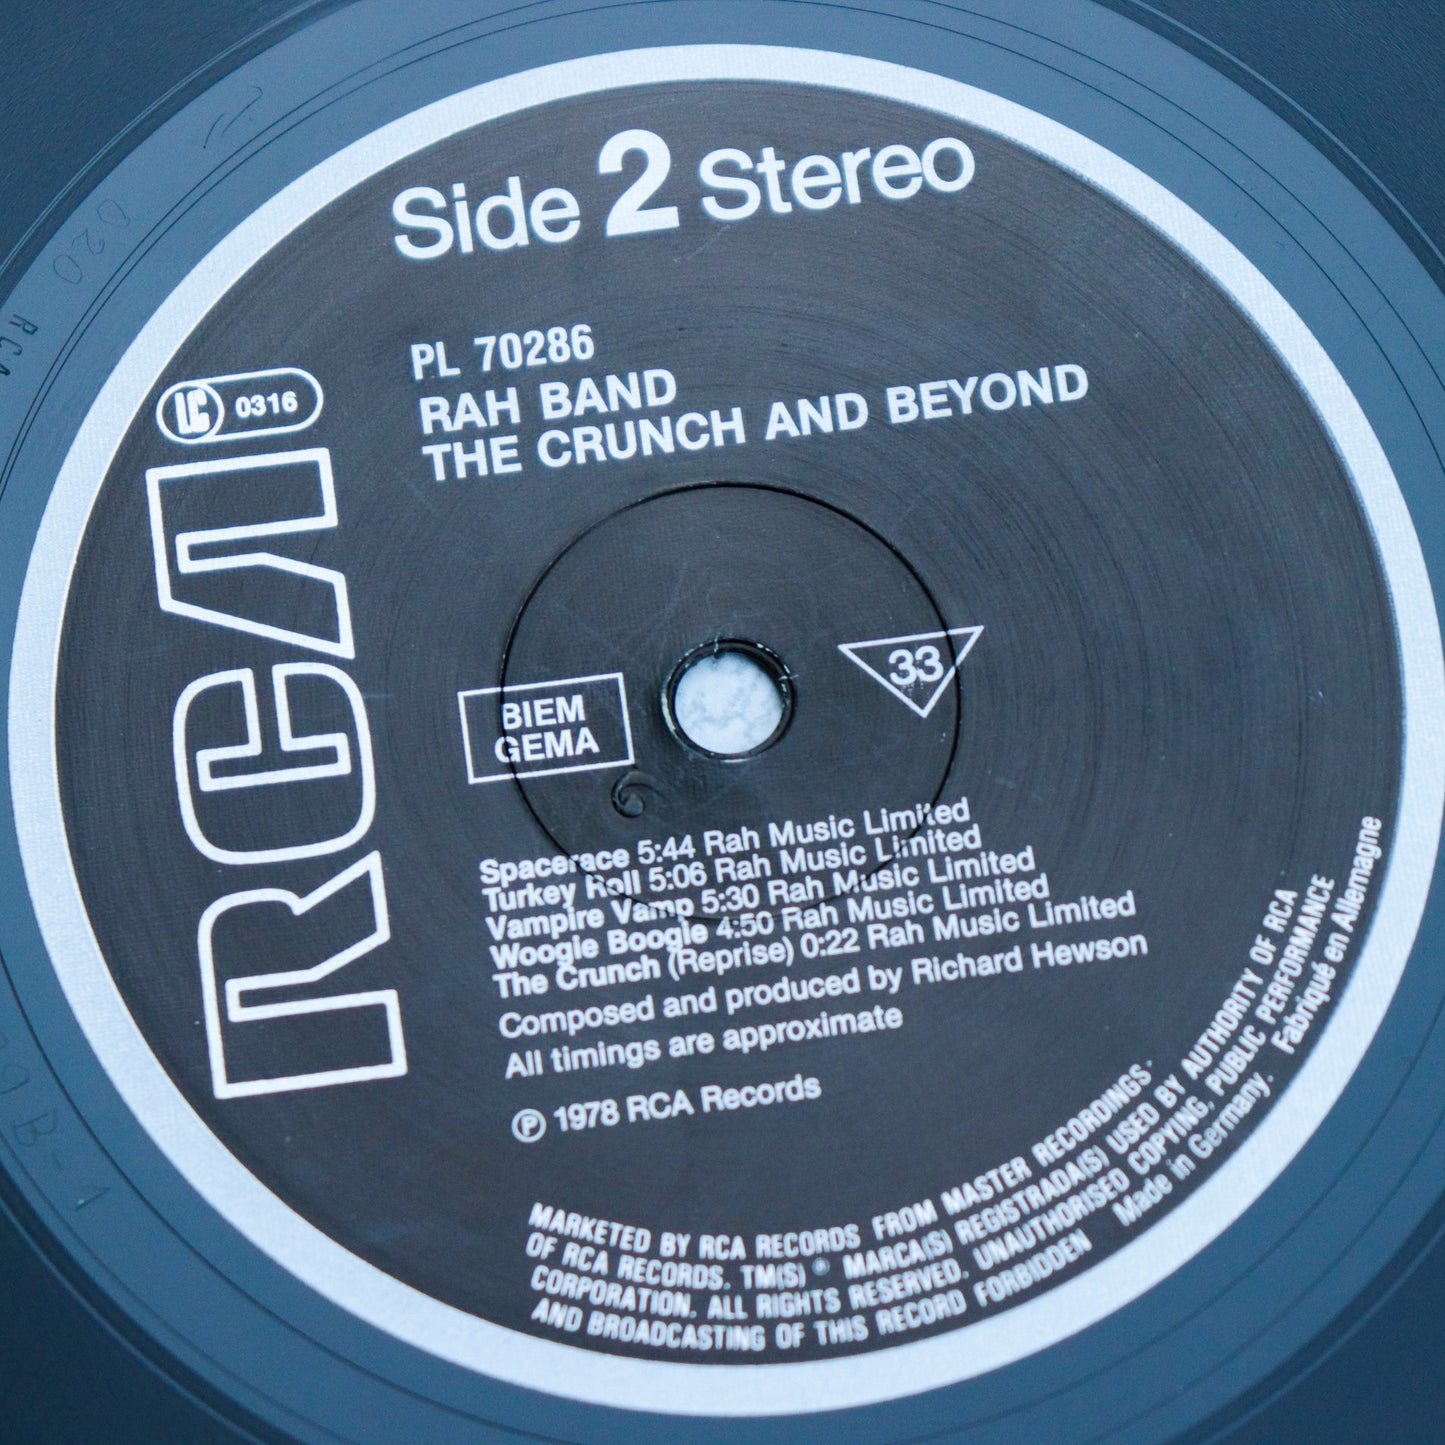 Side 2 Stereo
PL 70286
RAH BAND
THE CRUNCH AND BEYOND
LC 0316
RCA
BIEM
GEMA
33
Spacerace 5:44 Rah Music Limited
Turkey Roll 5:06 Rah Music Limited
Vampire Vamp 5:30 Rah Music Limited
Woogie Boogie 4:50 Rah Music Limited
The Crunch (Reprise) 0:22 Rah Music Limited
Composed and produced by Richard Hewson
All timings are approximate
℗ 1978 RCA Records
MARKETED BY RCA RECORDS FROM MASTER RECORDINGS
OF RCA RECORDS. TM(S) ® MARCA(S) REGISTRADA(S) USED BY AUTHORITY OF RCA
CORPORATION. ALL RIGHTS RESERVED. UNAUTHORISED COPYING, PUBLIC PERFORMANCE
AND BROADCASTING OF THIS RECORD FORBIDDEN Made in Germany. Fabriqué en Allemagne
020 RCA
B-1